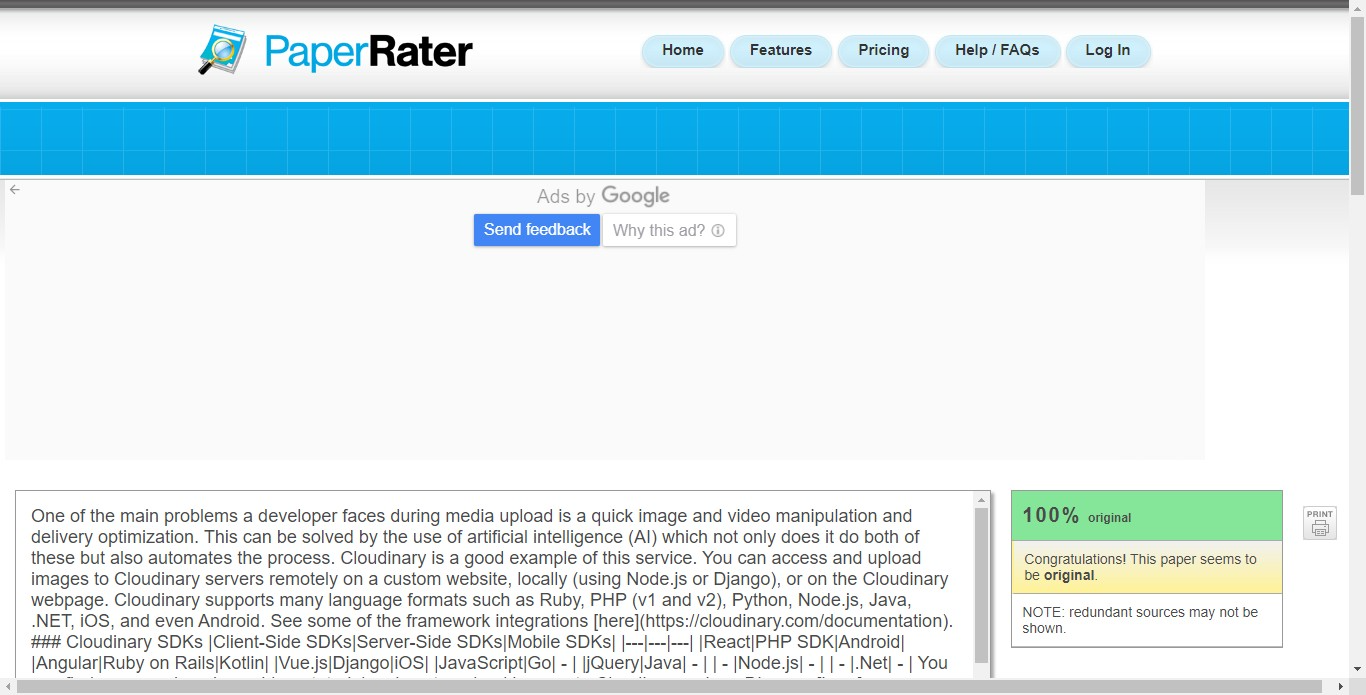 PaperRater
Home
Features
Pricing
Help / FAQs
Log In
Ads by Google
Send feedback
Why this ad?
One of the main problems a developer faces during media upload is a quick image and video manipulation and
delivery optimization. This can be solved by the use of artificial intelligence (AI) which not only does it do both of
these but also automates the process. Cloudinary is a good example of this service. You can access and upload
images to Cloudinary servers remotely on a custom website, locally (using Node.js or Django), or on the Cloudinary
webpage. Cloudinary supports many language formats such as Ruby, PHP (v1 and v2), Python, Node.js, Java,
.NET, iOS, and even Android. See some of the framework integrations [here](https://cloudinary.com/documentation).
### Cloudinary SDKs |Client-Side SDKs|Server-Side SDKs|Mobile SDKs| |---|---|---| |React|PHP SDK|Android|
|Angular|Ruby on Rails|Kotlin| |Vue.js|Django|iOS| |JavaScript|Go| - | |jQuery|Java| - | | - |Node.js| - | | - |.Net| - | You
100% original
Congratulations! This paper seems to
be original.
NOTE: redundant sources may not be
shown.
PRINT